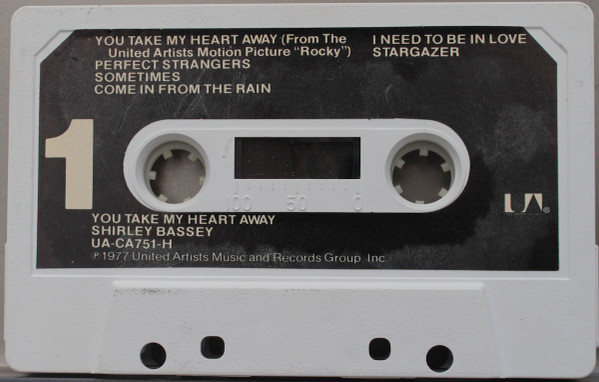 YOU TAKE MY HEART AWAY (From The
United Artists Motion Picture "Rocky")
PERFECT STRANGERS
SOMETIMES
COME IN FROM THE RAIN
I NEED TO BE IN LOVE
STARGAZER
1
100 50 0
UA®
YOU TAKE MY HEART AWAY
SHIRLEY BASSEY
UA-CA751-H
℗1977 United Artists Music and Records Group, Inc.